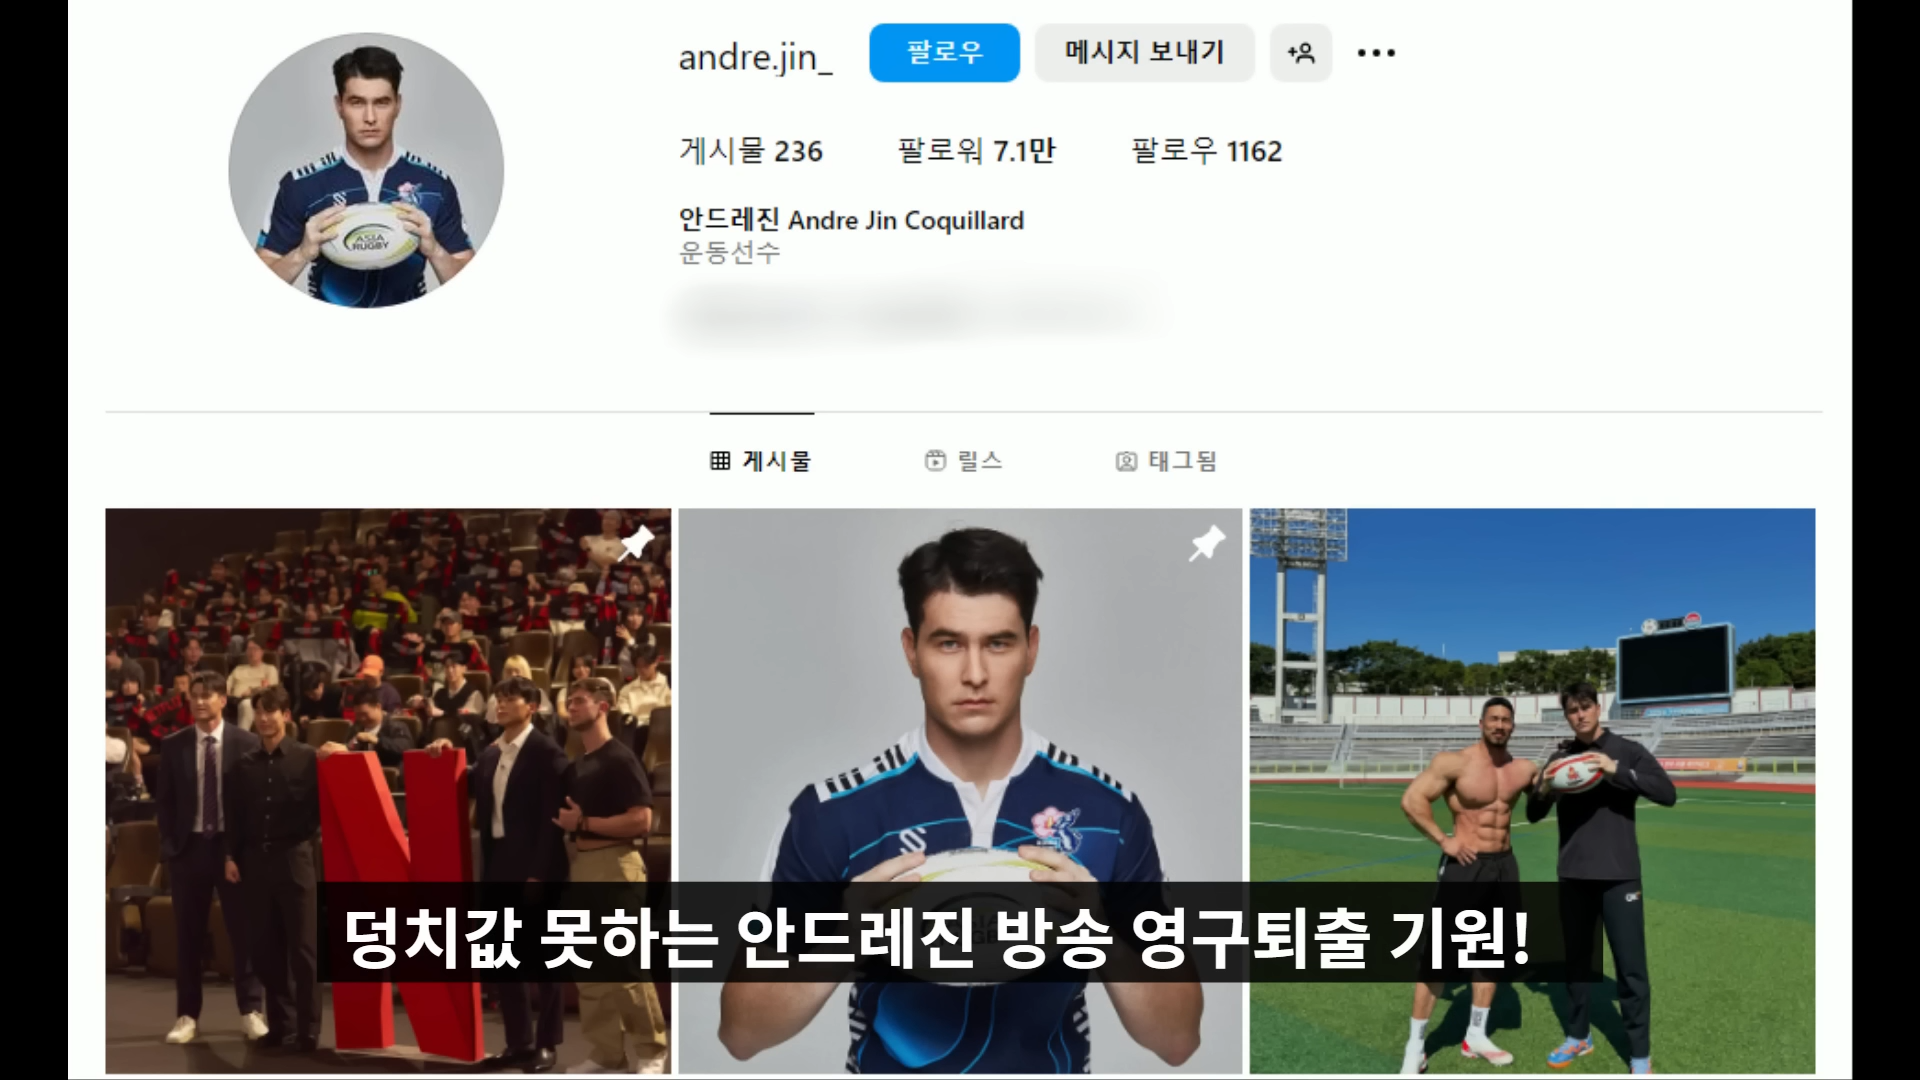 andre.jin_ 팔로우 메시지 보내기
게시물 236 팔로워 7.1만 팔로우 1162
안드레진 Andre Jin Coquillard
운동선수
게시물 릴스 태그됨
ASIA
RUGBY
N
덩치값 못하는 안드레진 방송 영구퇴출 기원!